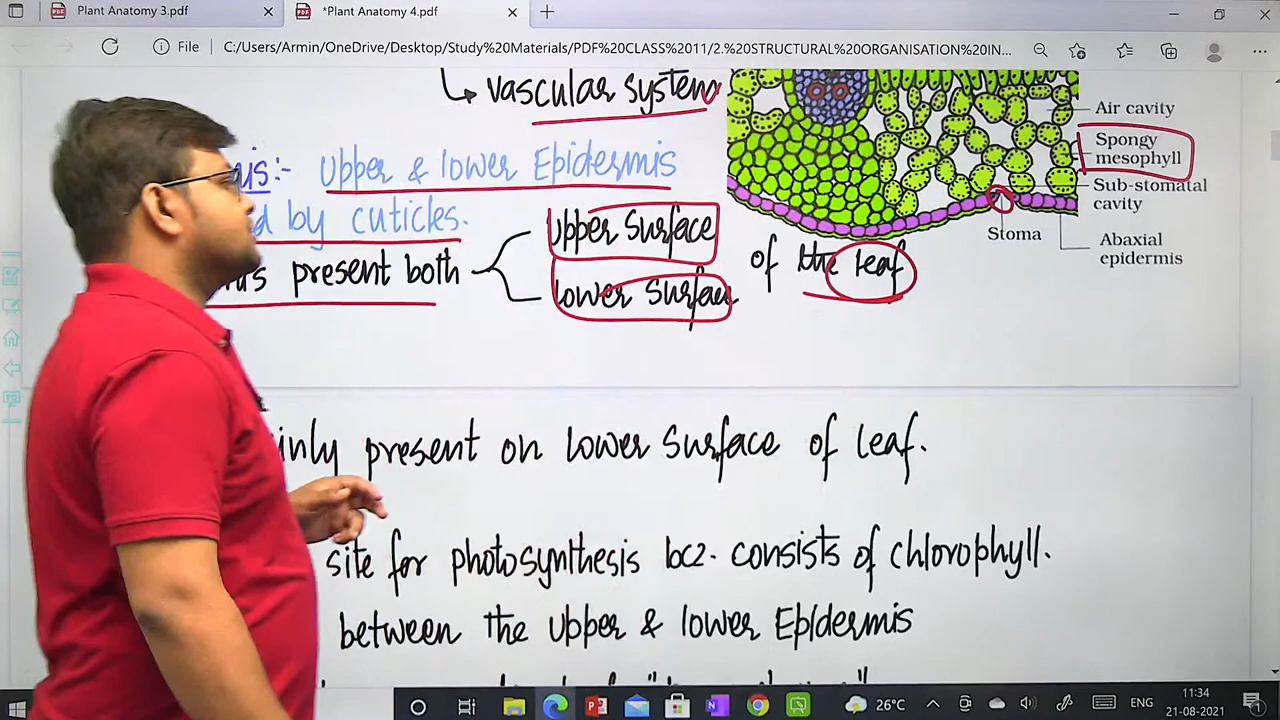 Plant Anatomy 3.pdf
*Plant Anatomy 4.pdf
File
C:/Users/Armin/OneDrive/Desktop/Study%20Materials/PDF%20CLASS%2011/2.%20STRUCTURAL%20ORGANISATION%20IN...
↳ vascular system
is:- Upper & lower Epidermis
d by cuticles.
present both
Upper Surface
lower Surface
of the leaf
Air cavity
Spongy
mesophyll
Sub-stomatal
cavity
Stoma
Abaxial
epidermis
inly present on lower surface of leaf.
site for photosynthesis bcz. consists of chlorophyll.
between the Upper & lower Epidermis
26°C
ENG
11:34
21-08-2021